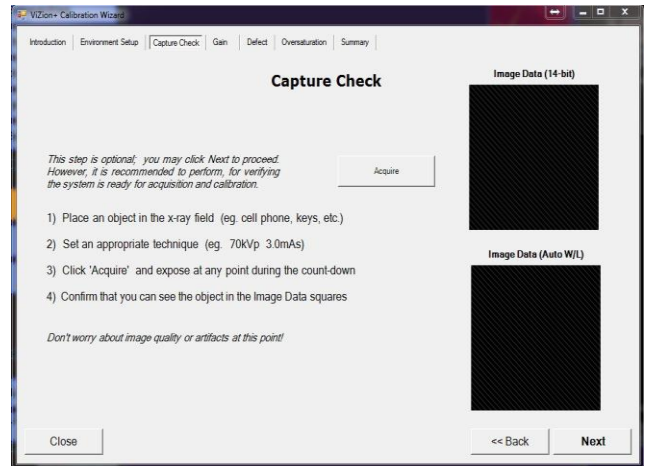 ViZion+ Calibration Wizard
Introduction Environment Setup Capture Check Gain Defect Oversaturation Summary
Capture Check
Image Data (14-bit)
This step is optional; you may click Next to proceed.
However, it is recommended to perform, for verifying
the system is ready for acquisition and calibration.
Acquire
1) Place an object in the x-ray field (eg. cell phone, keys, etc.)
2) Set an appropriate technique (eg. 70kVp 3.0mAs)
3) Click 'Acquire' and expose at any point during the count-down
4) Confirm that you can see the object in the Image Data squares
Image Data (Auto W/L)
Don't worry about image quality or artifacts at this point!
Close
<< Back
Next